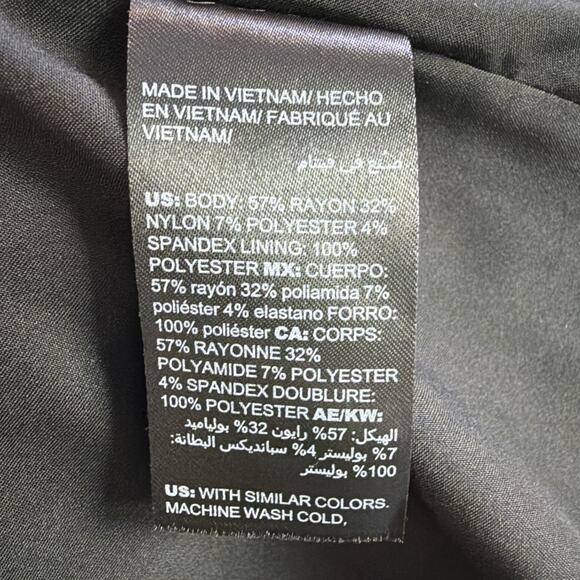 MADE IN VIETNAM/ HECHO
EN VIETNAM/ FABRIQUÉ AU
VIETNAM/
صنع في فيتنام
US: BODY: 57% RAYON 32%
NYLON 7% POLYESTER 4%
SPANDEX LINING: 100%
POLYESTER MX: CUERPO:
57% rayón 32% poliamida 7%
poliéster 4% elastano FORRO:
100% poliéster CA: CORPS:
57% RAYONNE 32%
POLYAMIDE 7% POLYESTER
4% SPANDEX DOUBLURE:
100% POLYESTER AE/KW:
الهيكل: 57% رايون 32% بولياميد
7% بوليستر 4% سبانديكس البطانة:
100% بوليستر
US: WITH SIMILAR COLORS.
MACHINE WASH COLD,